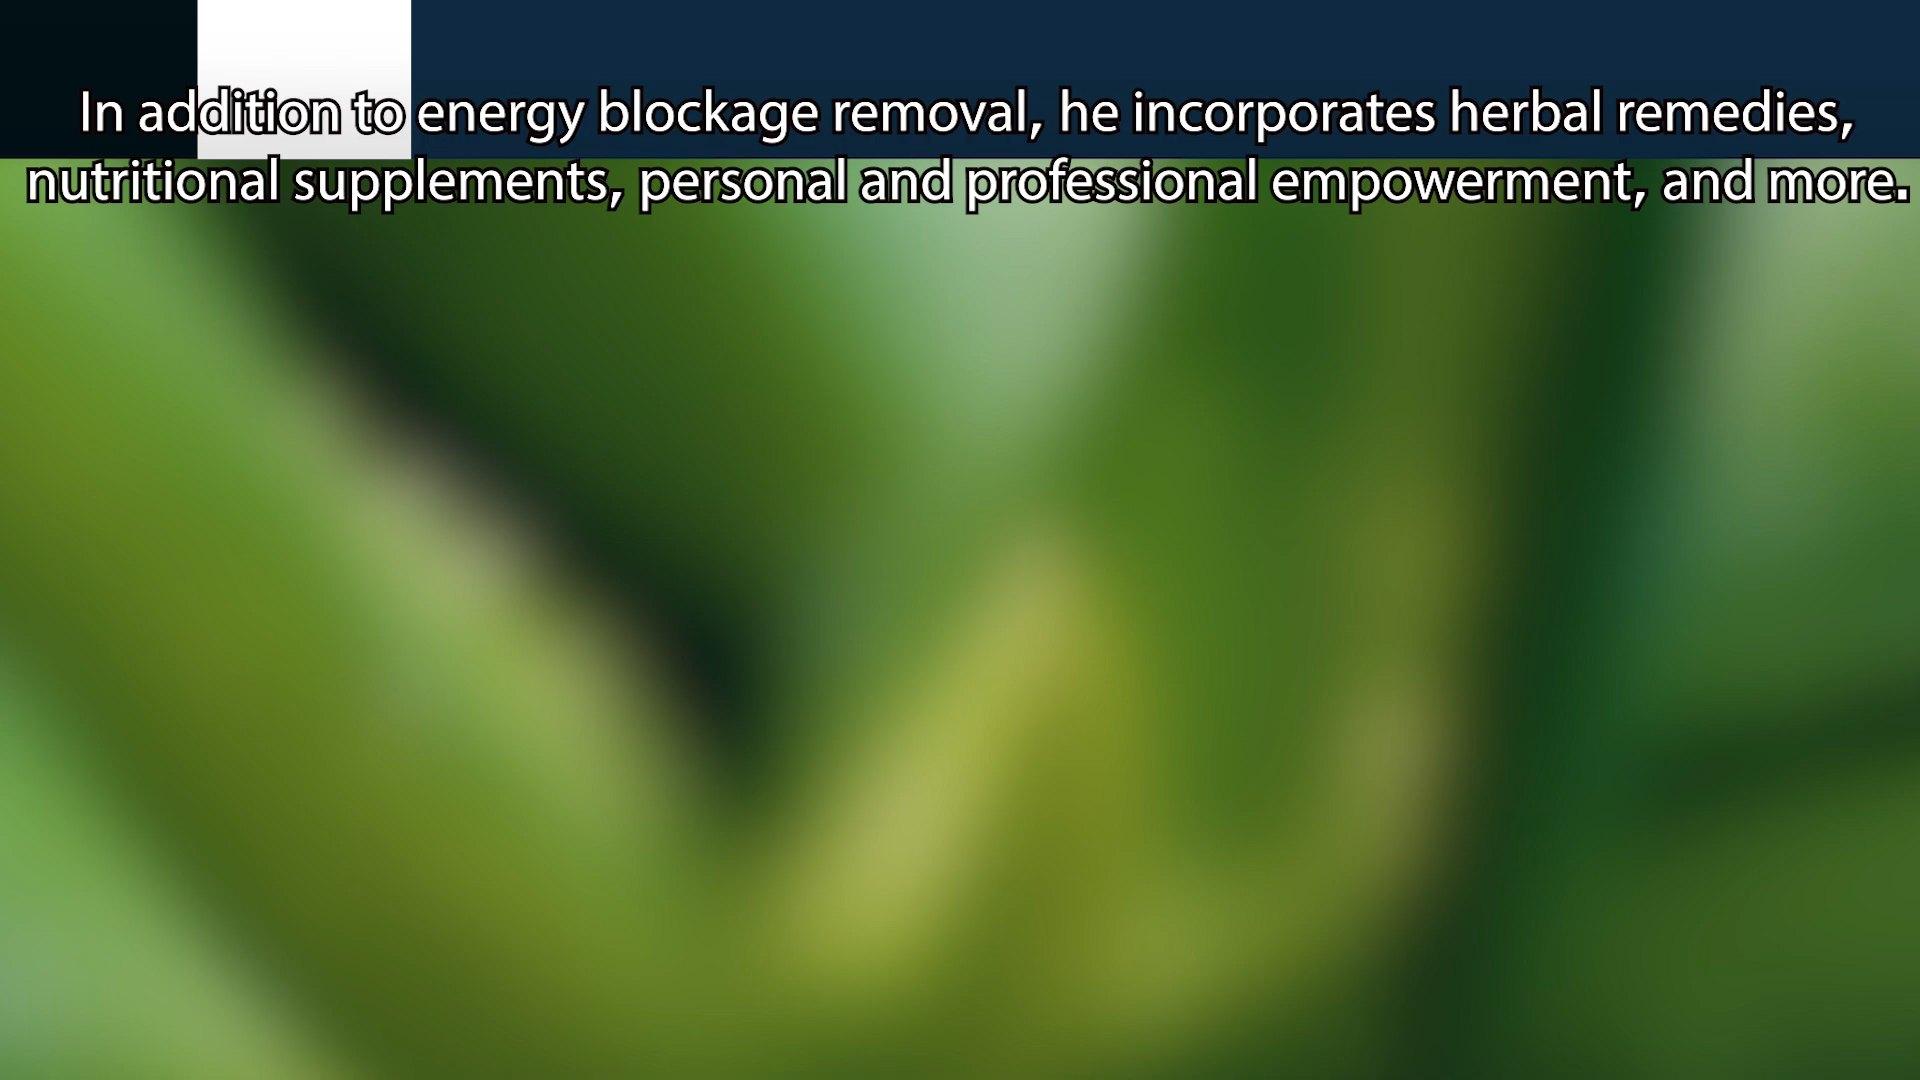 In addition to energy blockage removal, he incorporates herbal remedies,
nutritional supplements, personal and professional empowerment, and more.